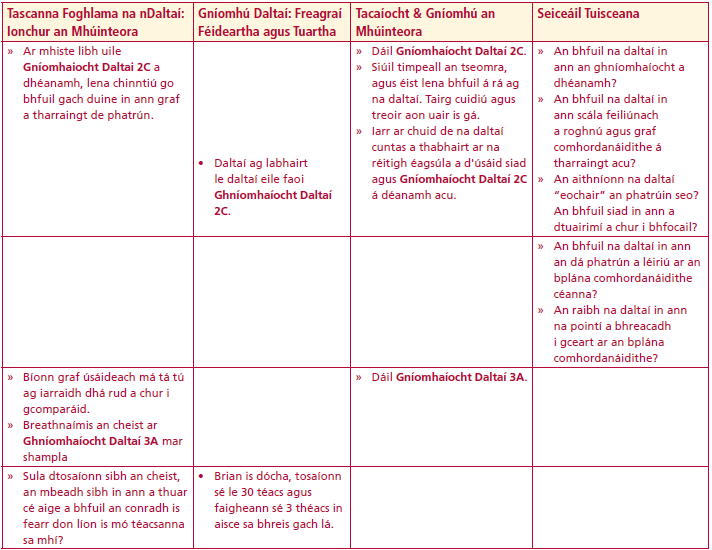 Tascanna Foghlama na nDaltaí:
Ionchur an Mhúinteora
Gníomhú Daltaí: Freagraí
Féideartha agus Tuartha
Tacaíocht & Gníomhú an
Mhúinteora
Seiceáil Tuisceana
» Ar mhiste libh uile
Gníomhaiocht Daltai 2C a
dhéanamh, lena chinntiú go
bhfuil gach duine in ann graf
a tharraingt de phatrún.
• Daltaí ag labhairt
le daltaí eile faoi
Ghníomhaíocht Daltaí
2C.
» Dáil Gníomhaíocht Daltaí 2C.
» Siúil timpeall an tseomra,
agus éist lena bhfuil á rá ag
na daltaí. Tairg cuidiú agus
treoir aon uair is gá.
» Iarr ar chuid de na daltaí
cuntas a thabhairt ar na
réitigh éagsúla a d'úsáid siad
agus Gníomhaíocht Daltaí 2C
á déanamh acu.
» An bhfuil na daltaí in
ann an ghníomhaíocht a
dhéanamh?
» An bhfuil na daltaí in
ann scála feiliúnach
a roghnú agus graf
comhordanáidithe á
tharraingt acu?
» An aithníonn na daltaí
“eochair” an phatrúin seo?
An bhfuil siad in ann a
dtuairimí a chur i bhfocail?
» An bhfuil na daltaí in ann
an dá phatrún a léiriú ar an
bplána comhordanáidithe
céanna?
» An raibh na daltaí in ann
na pointí a bhreacadh
i gceart ar an bplána
comhordanáidithe?
» Bíonn graf úsáideach má tá tú
ag iarraidh dhá rud a chur i
gcomparáid.
» Breathnaímis an cheist ar
Ghníomhaíocht Daltaí 3A mar
shampla
» Dáil Gníomhaíocht Daltaí 3A.
» Sula dtosaíonn sibh an cheist,
an mbeadh sibh in ann a thuar
cé aige a bhfuil an conradh is
fearr don líon is mó téacsanna
sa mhí?
• Brian is dócha, tosaíonn
sé le 30 téacs agus
faigheann sé 3 théacs in
aisce sa bhreis gach lá.